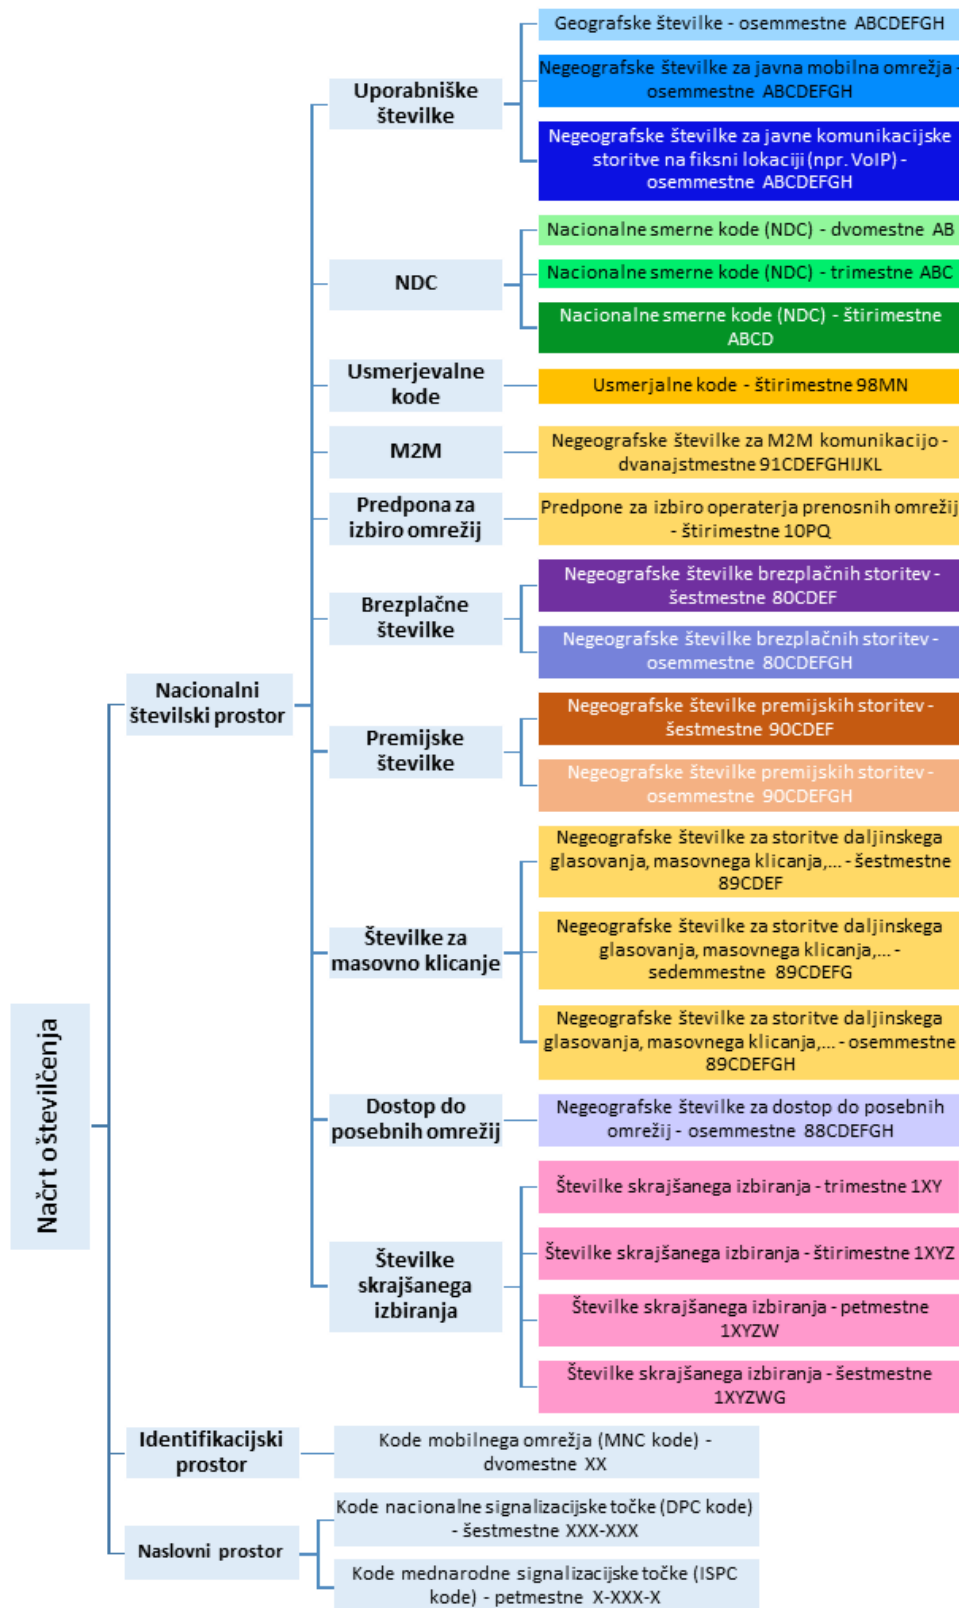 Načrt oštevilčenja
Nacionalni
številski prostor
Uporabniške
številke
Geografske številke - osemmestne ABCDEFGH
Negeografske številke za javna mobilna omrežja -
osemmestne ABCDEFGH
Negeografske številke za javne komunikacijske
storitve na fiksni lokaciji (npr. VoIP) -
osemmestne ABCDEFGH
NDC
Nacionalne smerne kode (NDC) - dvomestne AB
Nacionalne smerne kode (NDC) - trimestne ABC
Nacionalne smerne kode (NDC) - štirimestne
ABCD
Usmerjevalne
kode
Usmerjalne kode - štirimestne 98MN
M2M
Negeografske številke za M2M komunikacijo -
dvanajstmestne 91CDEFGHIJKL
Predpona za
izbiro omrežij
Predpone za izbiro operaterja prenosnih omrežij
- štirimestne 10PQ
Brezplačne
številke
Negeografske številke brezplačnih storitev -
šestmestne 80CDEF
Negeografske številke brezplačnih storitev -
osemmestne 80CDEFGH
Premijske
številke
Negeografske številke premijskih storitev -
šestmestne 90CDEF
Negeografske številke premijskih storitev -
osemmestne 90CDEFGH
Številke za
masovno klicanje
Negeografske številke za storitve daljinskega
glasovanja, masovnega klicanja,... - šestmestne
89CDEF
Negeografske številke za storitve daljinskega
glasovanja, masovnega klicanja,... -
sedemmestne 89CDEFG
Negeografske številke za storitve daljinskega
glasovanja, masovnega klicanja,... - osemmestne
89CDEFGH
Dostop do
posebnih omrežij
Negeografske številke za dostop do posebnih
omrežij - osemmestne 88CDEFGH
Številke
skrajšanega
izbiranja
Številke skrajšanega izbiranja - trimestne 1XY
Številke skrajšanega izbiranja - štirimestne 1XYZ
Številke skrajšanega izbiranja - petmestne
1XYZW
Številke skrajšanega izbiranja - šestmestne
1XYZWG
Identifikacijski
prostor
Kode mobilnega omrežja (MNC kode) -
dvomestne XX
Naslovni prostor
Kode nacionalne signalizacijske točke (DPC kode)
- šestmestne XXX-XXX
Kode mednarodne signalizacijske točke (ISPC
kode) - petmestne X-XXX-X